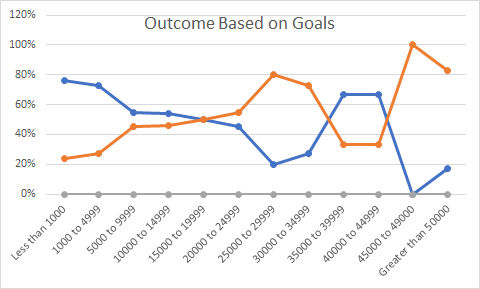 Outcome Based on Goals
120%
100%
80%
60%
40%
20%
0%
Less than 1000
1000 to 4999
5000 to 9999
10000 to 14999
15000 to 19999
20000 to 24999
25000 to 29999
30000 to 34999
35000 to 39999
40000 to 44999
45000 to 49000
Greater than 50000